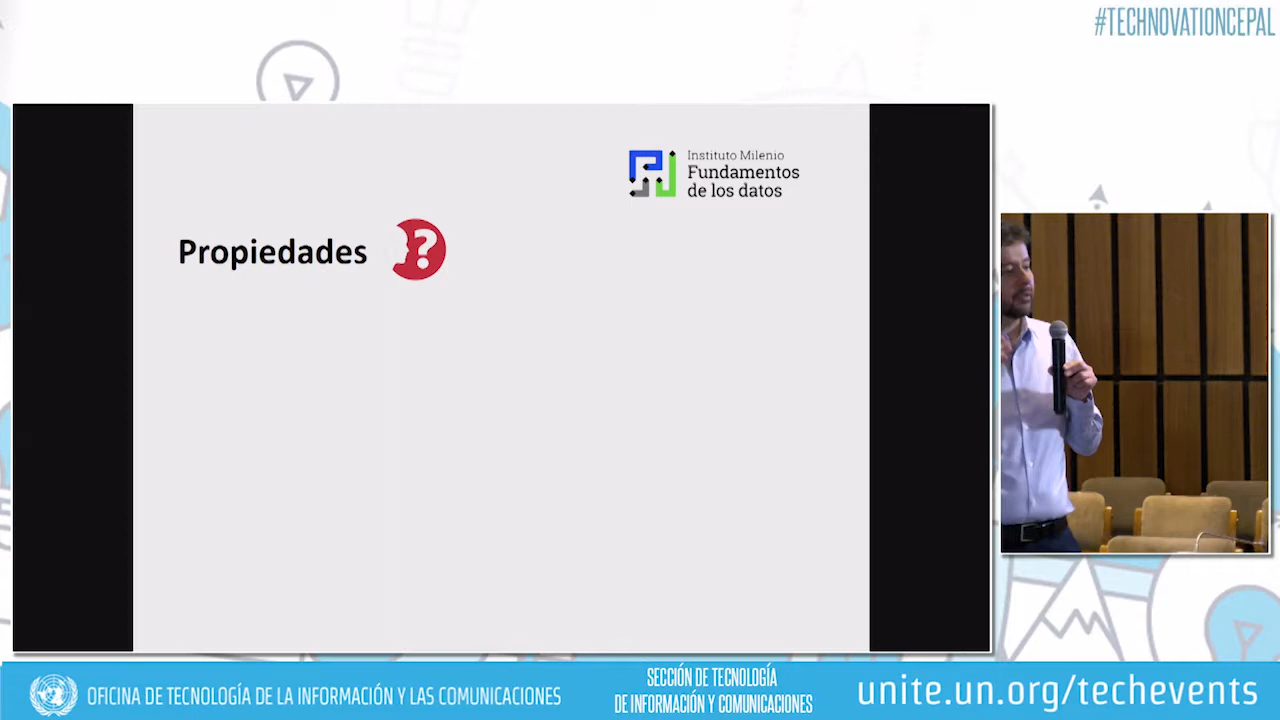 #TECHNOVATIONCEPAL
Instituto Milenio
Fundamentos
de los datos
Propiedades ?
OFICINA DE TECNOLOGÍA DE LA INFORMACIÓN Y LAS COMUNICACIONES
SECCIÓN DE TECNOLOGÍA
DE INFORMACIÓN Y COMUNICACIONES
unite.un.org/techevents